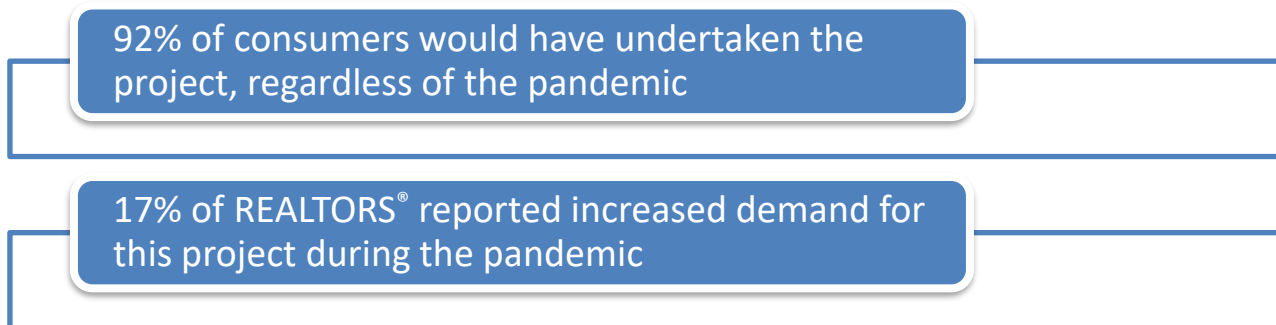 92% of consumers would have undertaken the
project, regardless of the pandemic
17% of REALTORS® reported increased demand for
this project during the pandemic